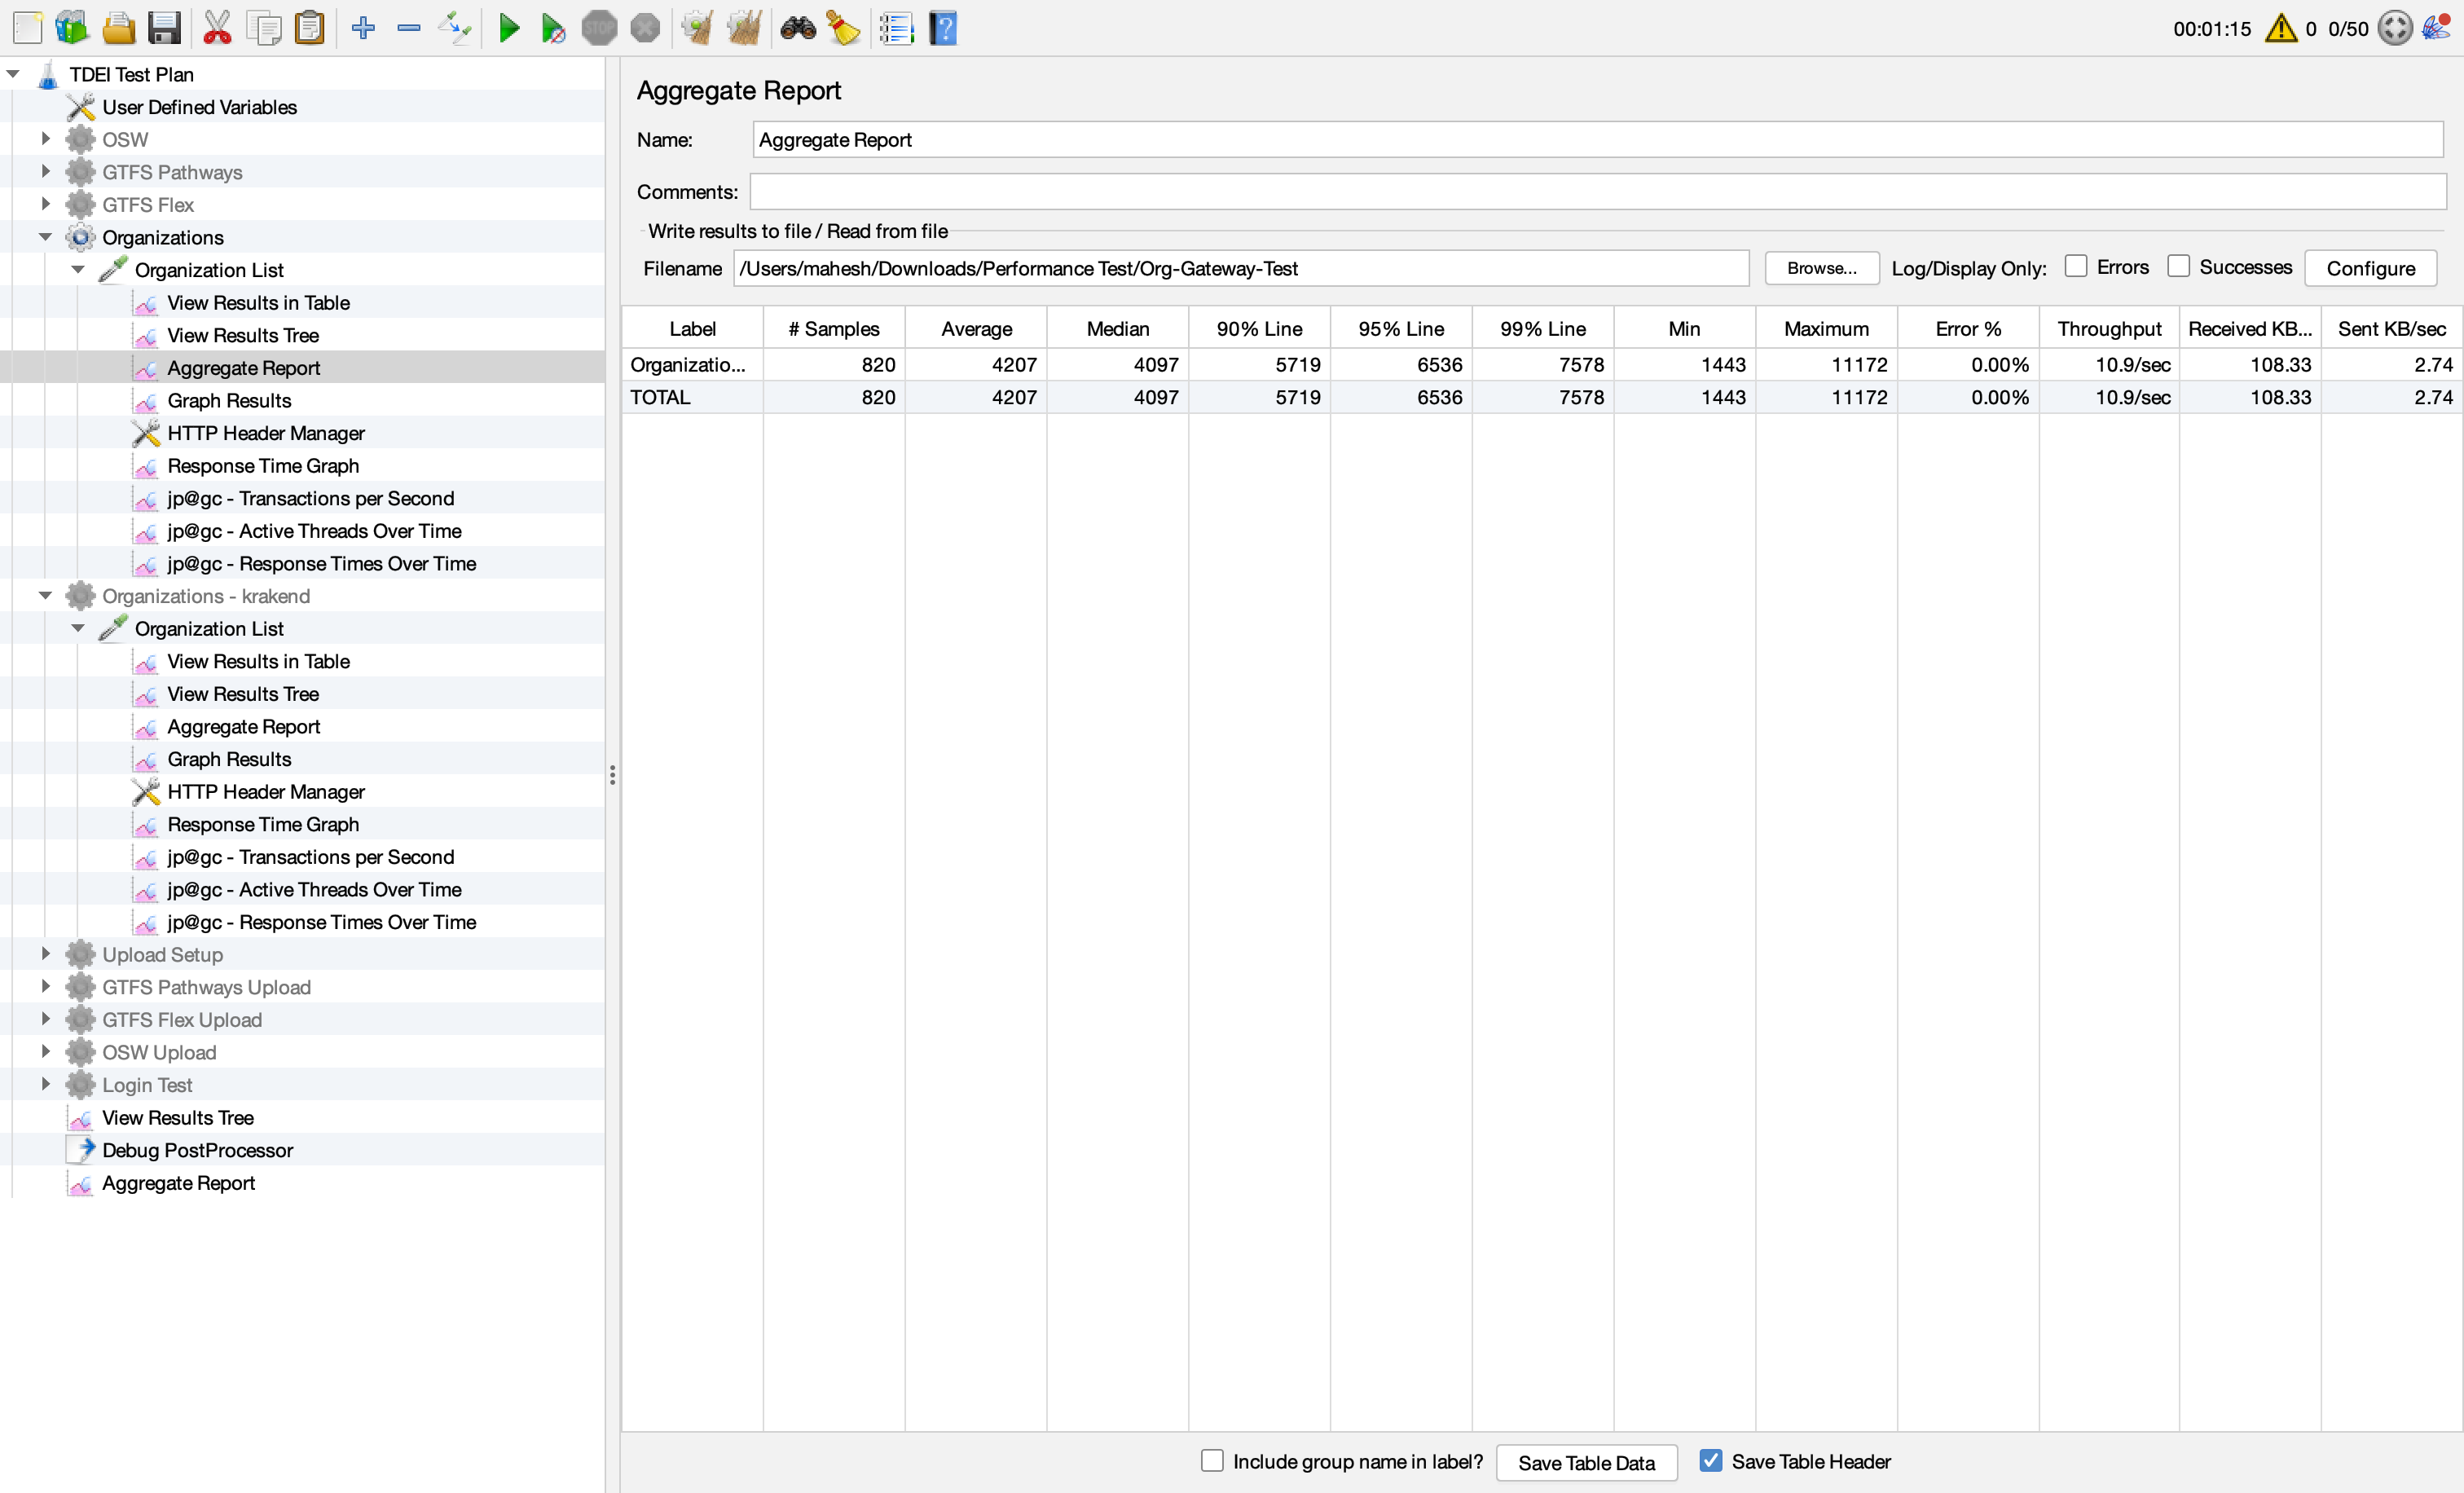 00:01:15 0 0/50
TDEI Test Plan
User Defined Variables
OSW
GTFS Pathways
GTFS Flex
Organizations
Organization List
View Results in Table
View Results Tree
Aggregate Report
Graph Results
HTTP Header Manager
Response Time Graph
jp@gc - Transactions per Second
jp@gc - Active Threads Over Time
jp@gc - Response Times Over Time
Organizations - krakend
Organization List
View Results in Table
View Results Tree
Aggregate Report
Graph Results
HTTP Header Manager
Response Time Graph
jp@gc - Transactions per Second
jp@gc - Active Threads Over Time
jp@gc - Response Times Over Time
Upload Setup
GTFS Pathways Upload
GTFS Flex Upload
OSW Upload
Login Test
View Results Tree
Debug PostProcessor
Aggregate Report
Aggregate Report
Name: Aggregate Report
Comments:
Write results to file / Read from file
Filename /Users/mahesh/Downloads/Performance Test/Org-Gateway-Test Browse... Log/Display Only: Errors Successes Configure
Label # Samples Average Median 90% Line 95% Line 99% Line Min Maximum Error % Throughput Received KB... Sent KB/sec
Organizatio... 820 4207 4097 5719 6536 7578 1443 11172 0.00% 10.9/sec 108.33 2.74
TOTAL 820 4207 4097 5719 6536 7578 1443 11172 0.00% 10.9/sec 108.33 2.74
Include group name in label? Save Table Data Save Table Header